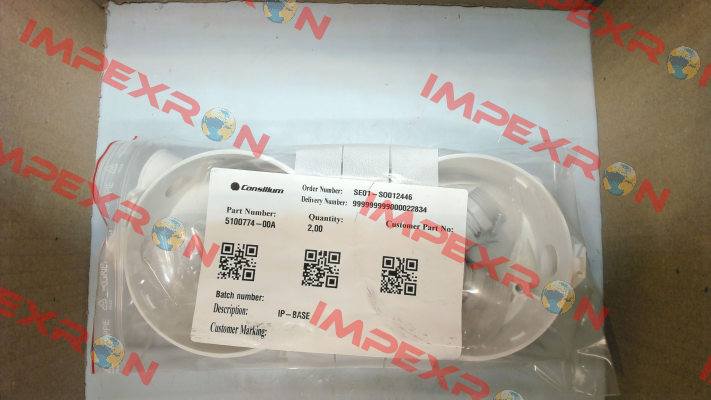 IMPEXRON
IMPEXRON
IMPEXRON
IMPEXRON
IMPEXRON
Consilium
Order Number: SE01-SO012446
Delivery Number: 999999999000022834
Part Number:
5100774-00A
Quantity:
2.00
Customer Part No:
Batch number:
Description: IP-BASE
Customer Marking:
IMPEXRON
IMPEXRON